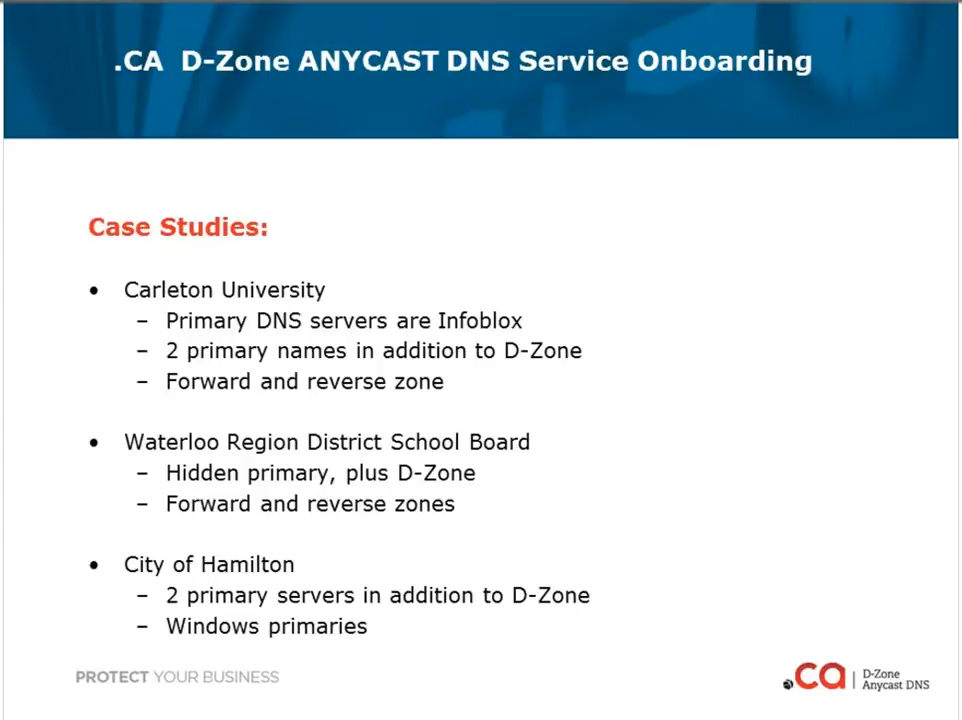 .CA D-Zone ANYCAST DNS Service Onboarding
Case Studies:
• Carleton University
– Primary DNS servers are Infoblox
– 2 primary names in addition to D-Zone
– Forward and reverse zone
• Waterloo Region District School Board
– Hidden primary, plus D-Zone
– Forward and reverse zones
• City of Hamilton
– 2 primary servers in addition to D-Zone
– Windows primaries
PROTECT YOUR BUSINESS
.ca | D-Zone
Anycast DNS